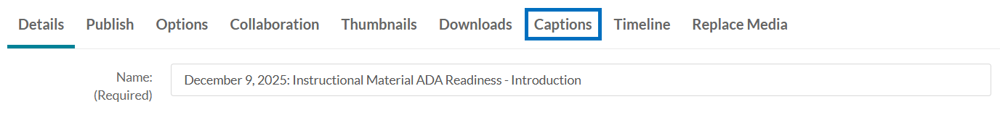 Details Publish Options Collaboration Thumbnails Downloads Captions Timeline Replace Media
Name: December 9, 2025: Instructional Material ADA Readiness - Introduction
(Required)